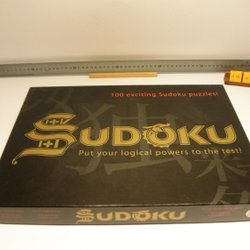 100 exciting Sudoku puzzles!
SUDOKU
Put your logical powers to the test!
SUDOKU